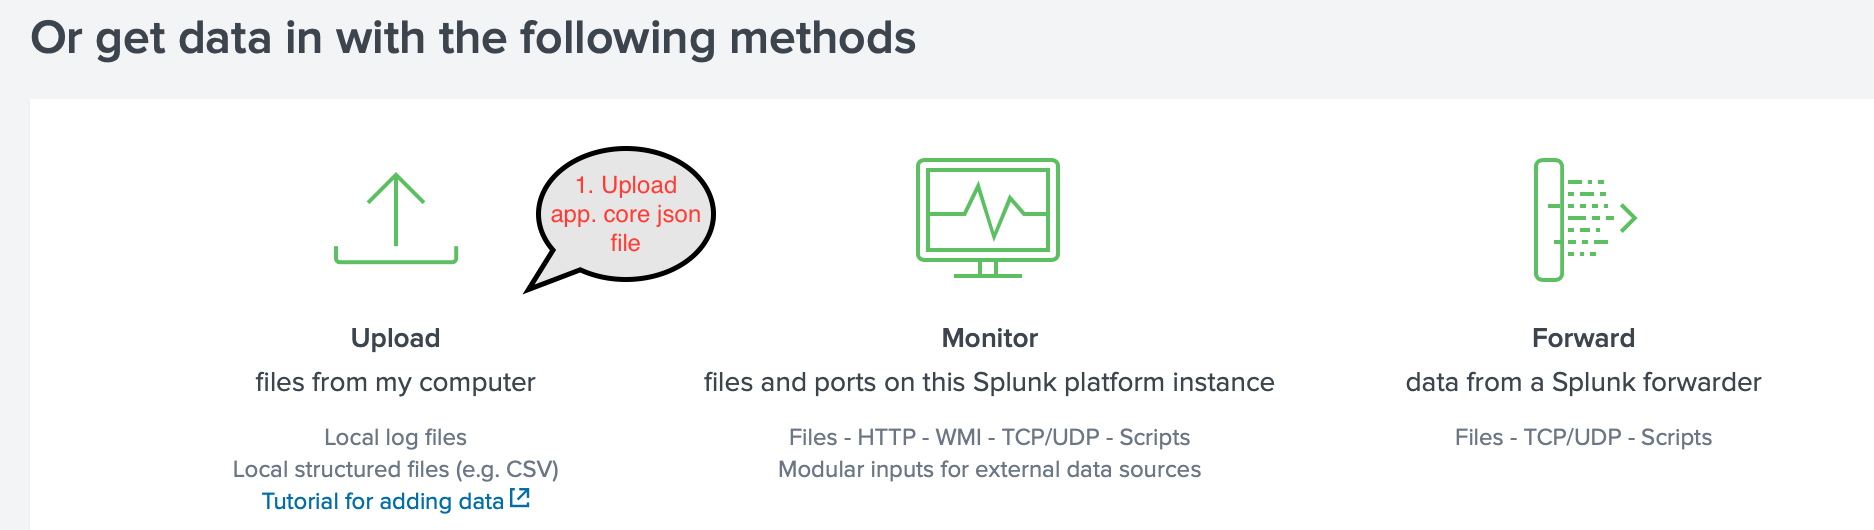 Or get data in with the following methods
1. Upload
app. core json
file
Upload
files from my computer
Local log files
Local structured files (e.g. CSV)
Tutorial for adding data
Monitor
files and ports on this Splunk platform instance
Files - HTTP - WMI - TCP/UDP - Scripts
Modular inputs for external data sources
Forward
data from a Splunk forwarder
Files - TCP/UDP - Scripts